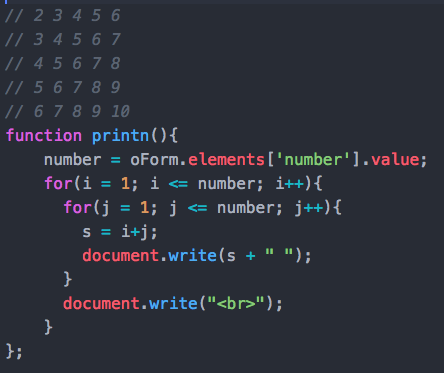 // 2 3 4 5 6
// 3 4 5 6 7
// 4 5 6 7 8
// 5 6 7 8 9
// 6 7 8 9 10
function printn(){
    number = oForm.elements['number'].value;
    for(i = 1; i <= number; i++){
      for(j = 1; j <= number; j++){
        s = i+j;
        document.write(s + " ");
      }
      document.write("<br>");
    }
};